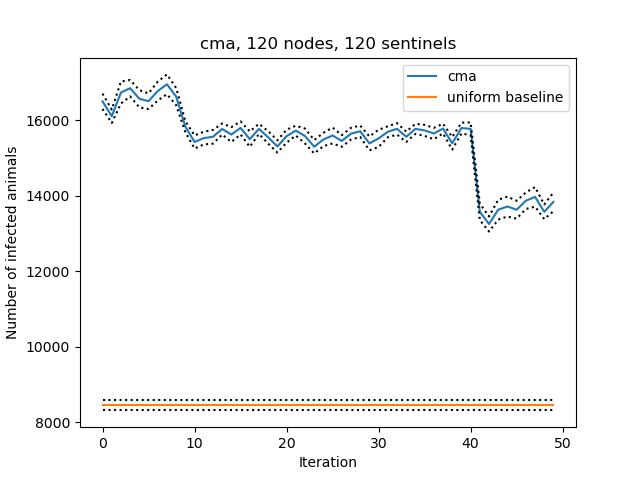 cma, 120 nodes, 120 sentinels
cma
uniform baseline
Number of infected animals
16000
14000
12000
10000
8000
0 10 20 30 40 50
Iteration